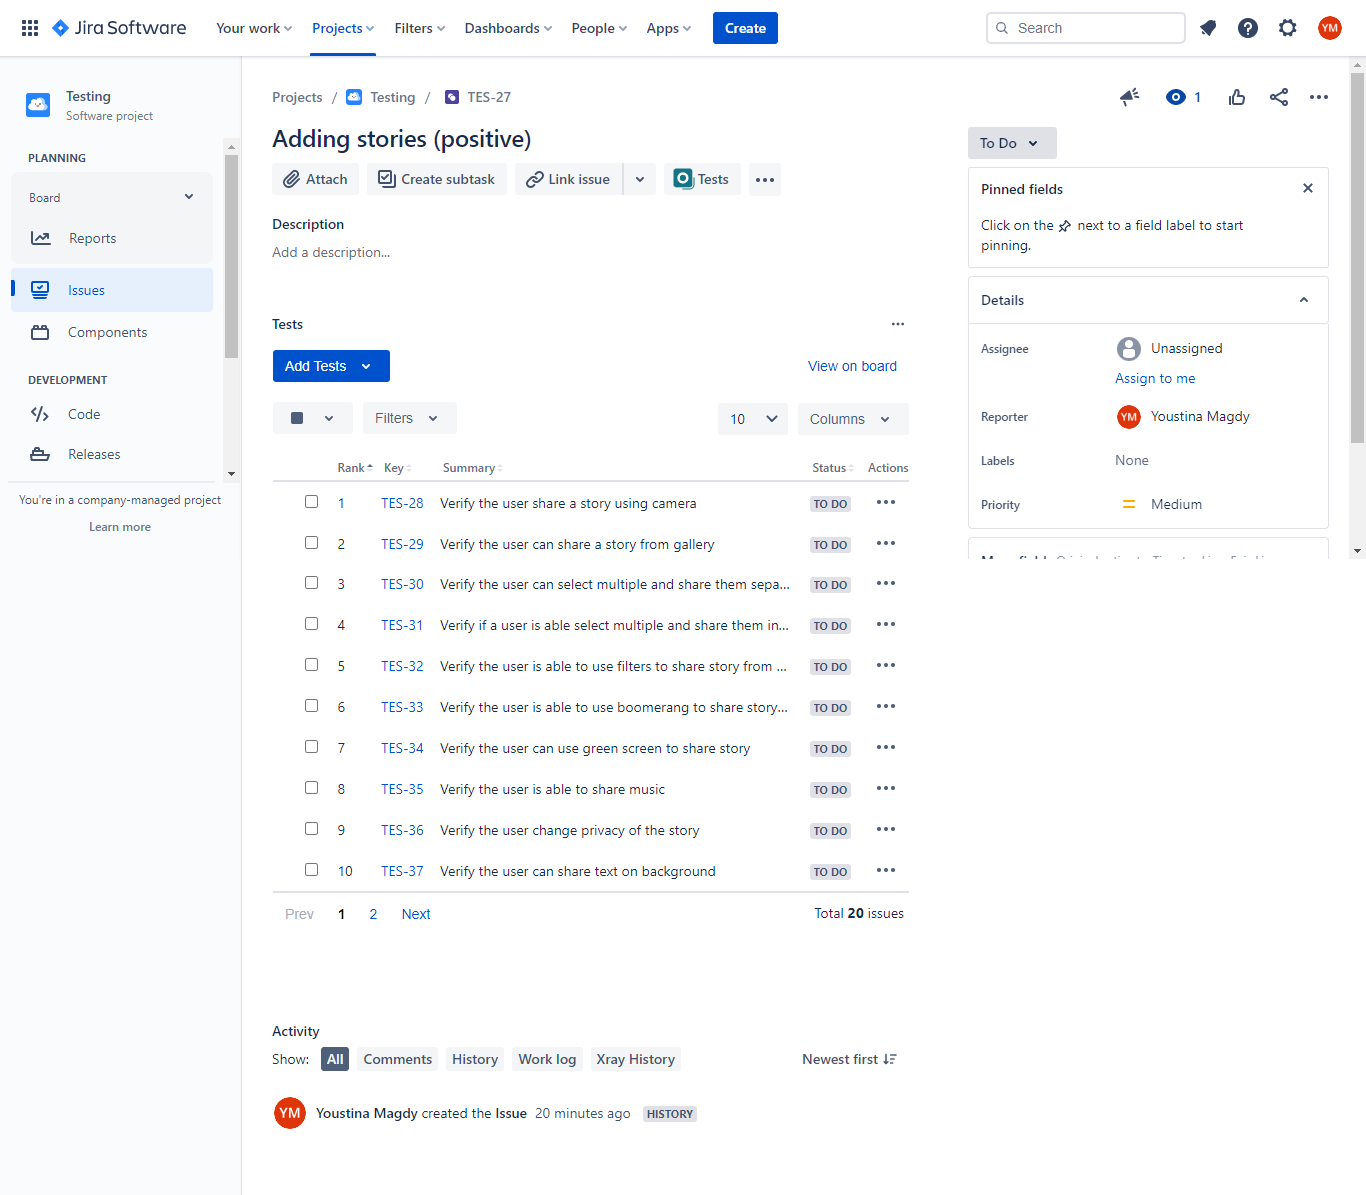 Jira Software Your work Projects Filters Dashboards People Apps Create Search YM
Testing
Software project
PLANNING
Board
Reports
Issues
Components
DEVELOPMENT
Code
Releases
You're in a company-managed project
Learn more
Projects / Testing / TES-27
1
Adding stories (positive)
Attach Create subtask Link issue Tests
Description
Add a description...
Tests
Add Tests View on board
Filters 10 Columns
Rank Key Summary Status Actions
1 TES-28 Verify the user share a story using camera TO DO
2 TES-29 Verify the user can share a story from gallery TO DO
3 TES-30 Verify the user can select multiple and share them sepa... TO DO
4 TES-31 Verify if a user is able select multiple and share them in... TO DO
5 TES-32 Verify the user is able to use filters to share story from ... TO DO
6 TES-33 Verify the user is able to use boomerang to share story... TO DO
7 TES-34 Verify the user can use green screen to share story TO DO
8 TES-35 Verify the user is able to share music TO DO
9 TES-36 Verify the user change privacy of the story TO DO
10 TES-37 Verify the user can share text on background TO DO
Prev 1 2 Next Total 20 issues
Activity
Show: All Comments History Work log Xray History Newest first
YM Youstina Magdy created the Issue 20 minutes ago HISTORY
To Do
Pinned fields
Click on the next to a field label to start
pinning.
Details
Assignee Unassigned
Assign to me
Reporter YM Youstina Magdy
Labels None
Priority Medium